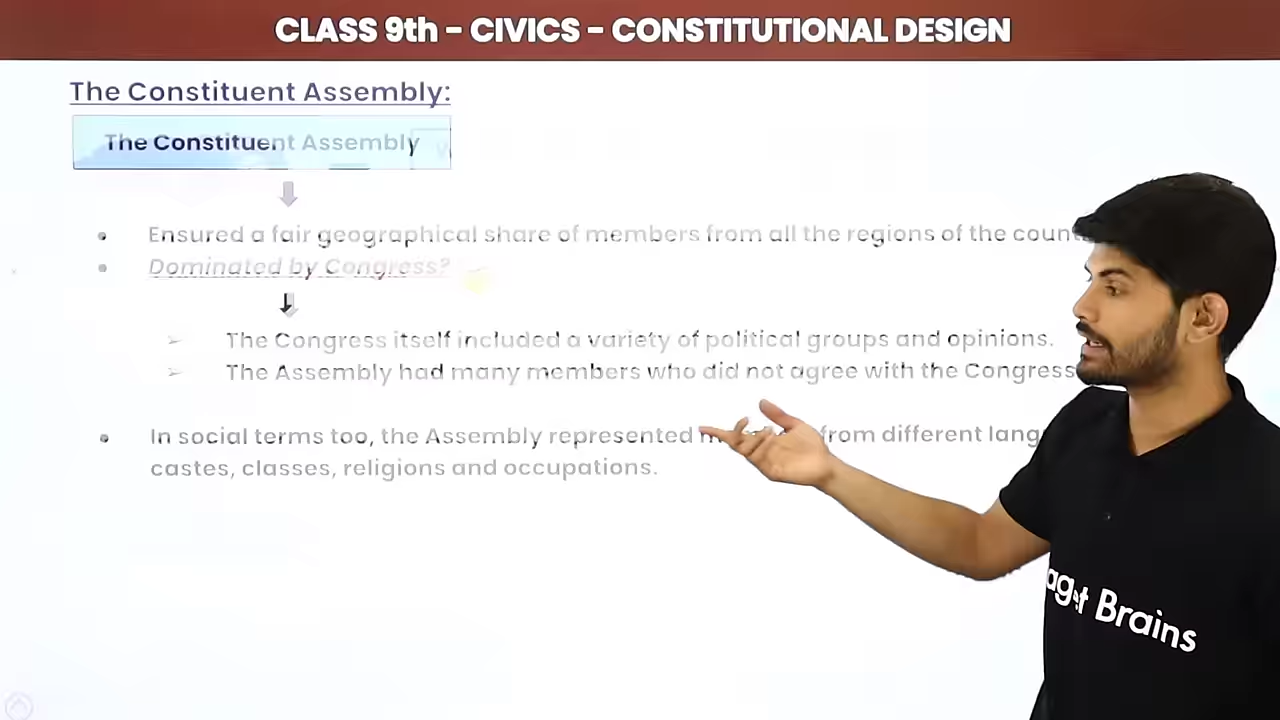 CLASS 9th - CIVICS - CONSTITUTIONAL DESIGN
The Constituent Assembly:
The Constituent Assembly
Ensured a fair geographical share of members from all the regions of the
Dominated by Congress?
The Congress itself included a variety of political groups and opinions.
The Assembly had many members who did not agree with the Congress
In social terms too, the Assembly represented from different
castes, classes, religions and occupations.
Brains